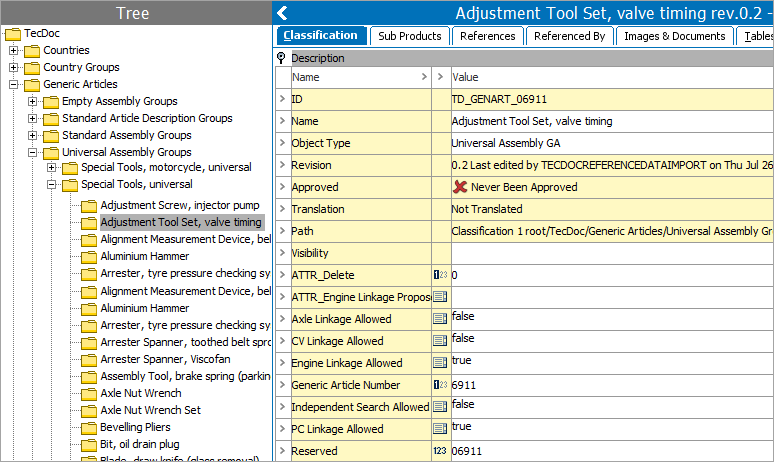 Tree
TecDoc
Countries
Country Groups
Generic Articles
Empty Assembly Groups
Standard Article Description Groups
Standard Assembly Groups
Universal Assembly Groups
Special Tools, motorcycle, universal
Special Tools, universal
Adjustment Screw, injector pump
Adjustment Tool Set, valve timing
Alignment Measurement Device, bel
Aluminium Hammer
Arrester, tyre pressure checking sy
Alignment Measurement Device, bel
Aluminium Hammer
Arrester, tyre pressure checking sy
Arrester Spanner, toothed belt spro
Arrester Spanner, Viscofan
Assembly Tool, brake spring (parkin
Axle Nut Wrench
Axle Nut Wrench Set
Bevelling Pliers
Bit, oil drain plug
Blade, draw knife (glass removal)
Adjustment Tool Set, valve timing rev.0.2 -
Classification Sub Products References Referenced By Images & Documents Tables
Description
Name > > Value
> ID TD_GENART_06911
> Name Adjustment Tool Set, valve timing
> Object Type Universal Assembly GA
> Revision 0.2 Last edited by TECDOCREFERENCEDATAIMPORT on Thu Jul 26
> Approved Never Been Approved
> Translation Not Translated
> Path Classification 1 root/TecDoc/Generic Articles/Universal Assembly Gr
> Visibility
> ATTR_Delete 123 0
> ATTR_Engine Linkage Propos
> Axle Linkage Allowed false
> CV Linkage Allowed false
> Engine Linkage Allowed true
> Generic Article Number 123 6911
> Independent Search Allowed false
> PC Linkage Allowed true
> Reserved 123 06911